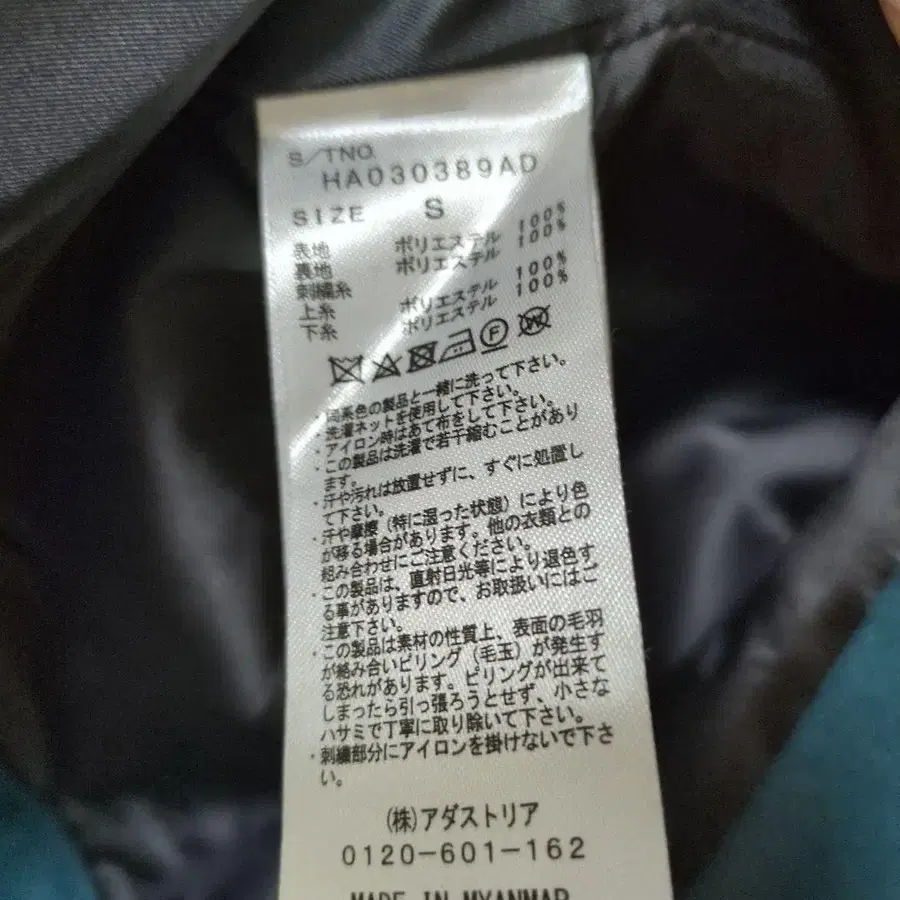 S/TNO.
HA030389AD
SIZE S
表地 ポリエステル 100%
裏地 ポリエステル 100%
刺繍糸
上糸 ポリエステル 100%
下糸 ポリエステル 100%
F W
・同系色の製品と一緒に洗って下さい。
・洗濯ネットを使用して下さい。
・アイロン時はあて布をして下さい。
・この製品は洗濯で若干縮むことがあり
ます。
・汗や汚れは放置せずに、すぐに処置し
て下さい。
・汗や摩擦(特に湿った状態)により色
が移る場合があります。他の衣類との
組み合わせにご注意ください。
・この製品は、直射日光等により退色す
る事がありますので、お取扱いにはご
注意下さい。
・この製品は素材の性質上、表面の毛羽
が絡み合いピリング(毛玉)が発生す
る恐れがあります。ピリングが出来て
しまったら引っ張ろうとせず、小さな
ハサミで丁寧に取り除いて下さい。
・刺繍部分にアイロンを掛けないで下さ
い。
(株)アダストリア
0120-601-162
MADE IN MYANMAR